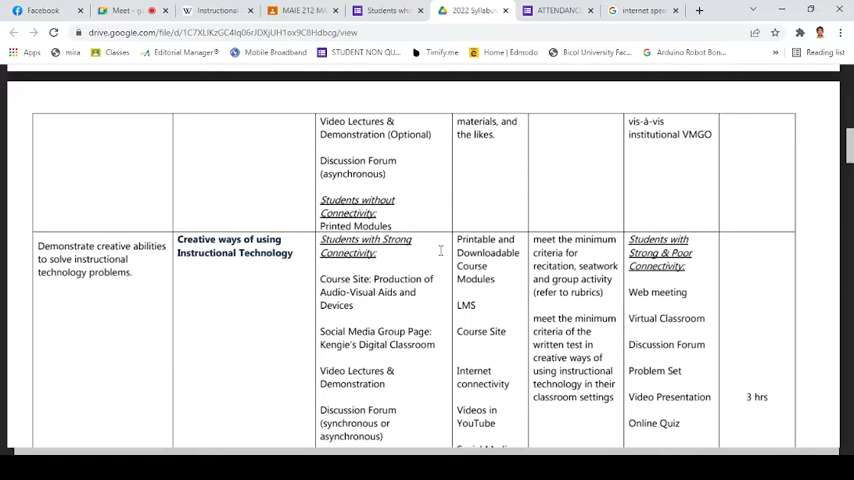 Facebook
Meet - g
Instructional
MAIE 212 MA
Students who
2022 Syllabu
ATTENDANC
internet spee
drive.google.com/file/d/1C7XLIKzGC4Iq06rJDXjUH1ox9C8Hdbcg/view
Apps
mira
Classes
Editorial Manager®
Mobile Broadband
STUDENT NON QU...
Timify.me
Home | Edmodo
Bicol University Fac...
Arduino Robot Bon...
Reading list
Video Lectures &
Demonstration (Optional)
Discussion Forum
(asynchronous)
Students without
Connectivity:
Printed Modules
materials, and
the likes.
vis-à-vis
institutional VMGO
Demonstrate creative abilities
to solve instructional
technology problems.
Creative ways of using
Instructional Technology
Students with Strong
Connectivity:
Course Site: Production of
Audio-Visual Aids and
Devices
Social Media Group Page:
Kengie's Digital Classroom
Video Lectures &
Demonstration
Discussion Forum
(synchronous or
asynchronous)
Printable and
Downloadable
Course
Modules
LMS
Course Site
Internet
connectivity
Videos in
YouTube
meet the minimum
criteria for
recitation, seatwork
and group activity
(refer to rubrics)
meet the minimum
criteria of the
written test in
creative ways of
using instructional
technology in their
classroom settings
Students with
Strong & Poor
Connectivity:
Web meeting
Virtual Classroom
Discussion Forum
Problem Set
Video Presentation
Online Quiz
3 hrs